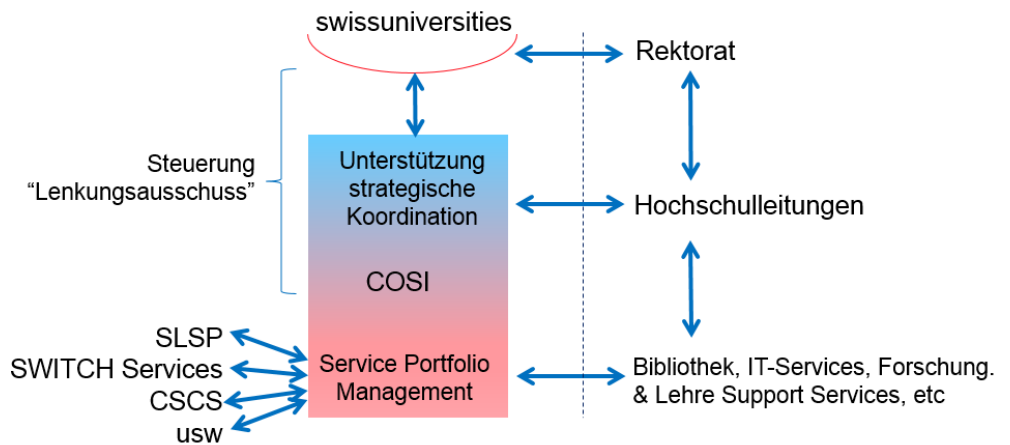 swissuniversities
Rektorat
Steuerung
“Lenkungsausschuss”
Unterstützung
strategische
Koordination
Hochschulleitungen
COSI
SLSP
SWITCH Services
CSCS
usw
Service Portfolio
Management
Bibliothek, IT-Services, Forschung.
& Lehre Support Services, etc